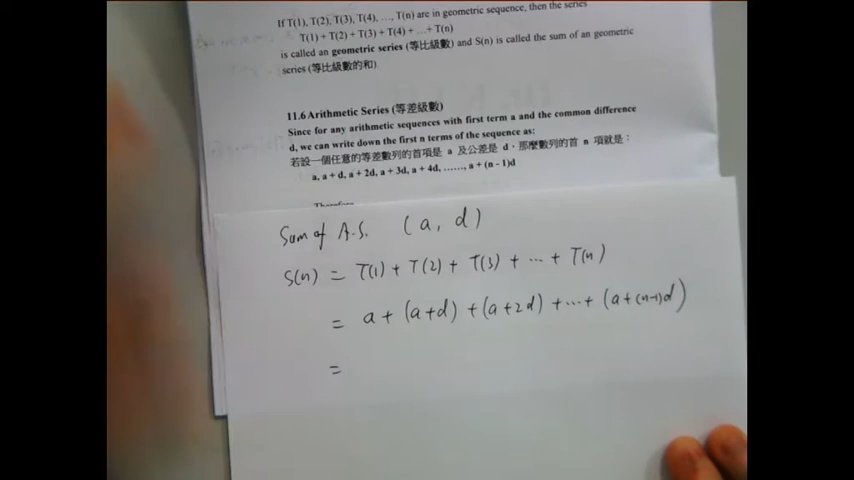 If T(1), T(2), T(3), T(4), …, T(n) are in geometric sequence, then the series
T(1) + T(2) + T(3) + T(4) + …+ T(n)
is called an geometric series (等比級數) and S(n) is called the sum of an geometric
series (等比級數的和)
11.6 Arithmetic Series (等差級數)
Since for any arithmetic sequences with first term a and the common difference
d, we can write down the first n terms of the sequence as:
若設一個任意的等差數列的首項是 a 及公差是 d，那麼數列的首 n 項就是：
a, a + d, a + 2d, a + 3d, a + 4d, ……, a + (n - 1)d
Therefore
Sum of A.S. (a, d)
S(n) = T(1) + T(2) + T(3) + ... + T(n)
= a + (a+d) + (a+2d) + ... + (a+(n-1)d)
=